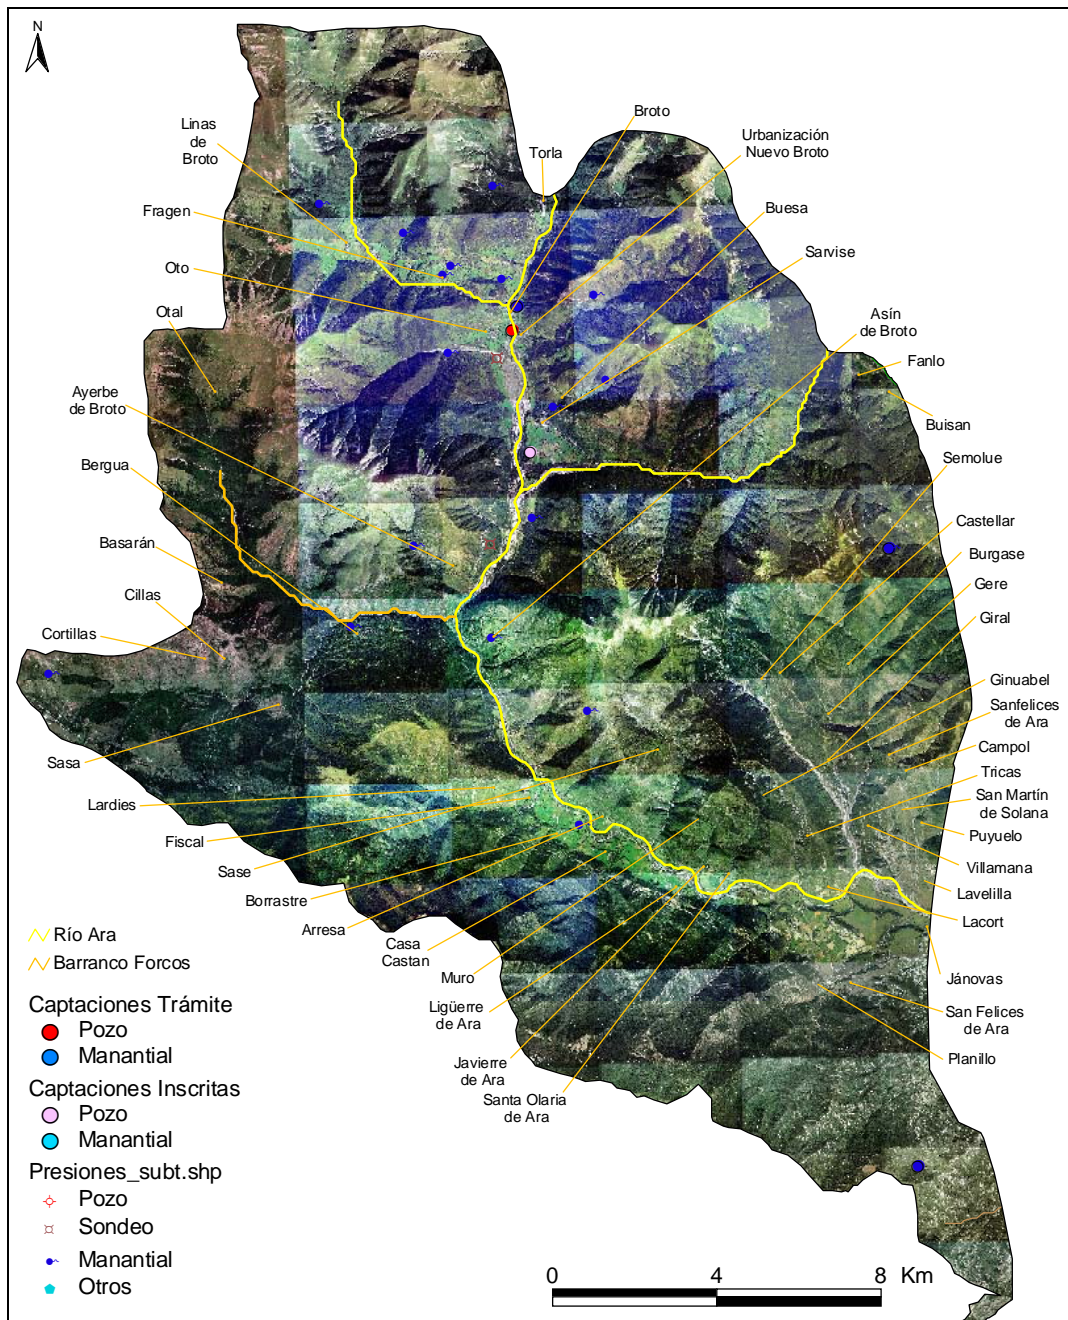 N
Broto
Linas
de
Broto
Urbanización
Nuevo Broto
Torla
Fragen
Buesa
Oto
Sarvise
Otal
Asín
de Broto
Fanlo
Ayerbe
de Broto
Buisan
Bergua
Semolue
Castellar
Basarán
Burgase
Cillas
Gere
Cortillas
Giral
Ginuabel
Sanfelices
de Ara
Sasa
Campol
Tricas
Lardies
San Martín
de Solana
Fiscal
Puyuelo
Sase
Villamana
Borrastre
Lavelilla
Arresa
Lacort
Casa
Castan
Muro
Jánovas
Ligüerre
de Ara
San Felices
de Ara
Javierre
de Ara
Planillo
Santa Olaria
de Ara
Río Ara
Barranco Forcos
Captaciones Trámite
Pozo
Manantial
Captaciones Inscritas
Pozo
Manantial
Presiones_subt.shp
Pozo
Sondeo
Manantial
Otros
0 4 8 Km